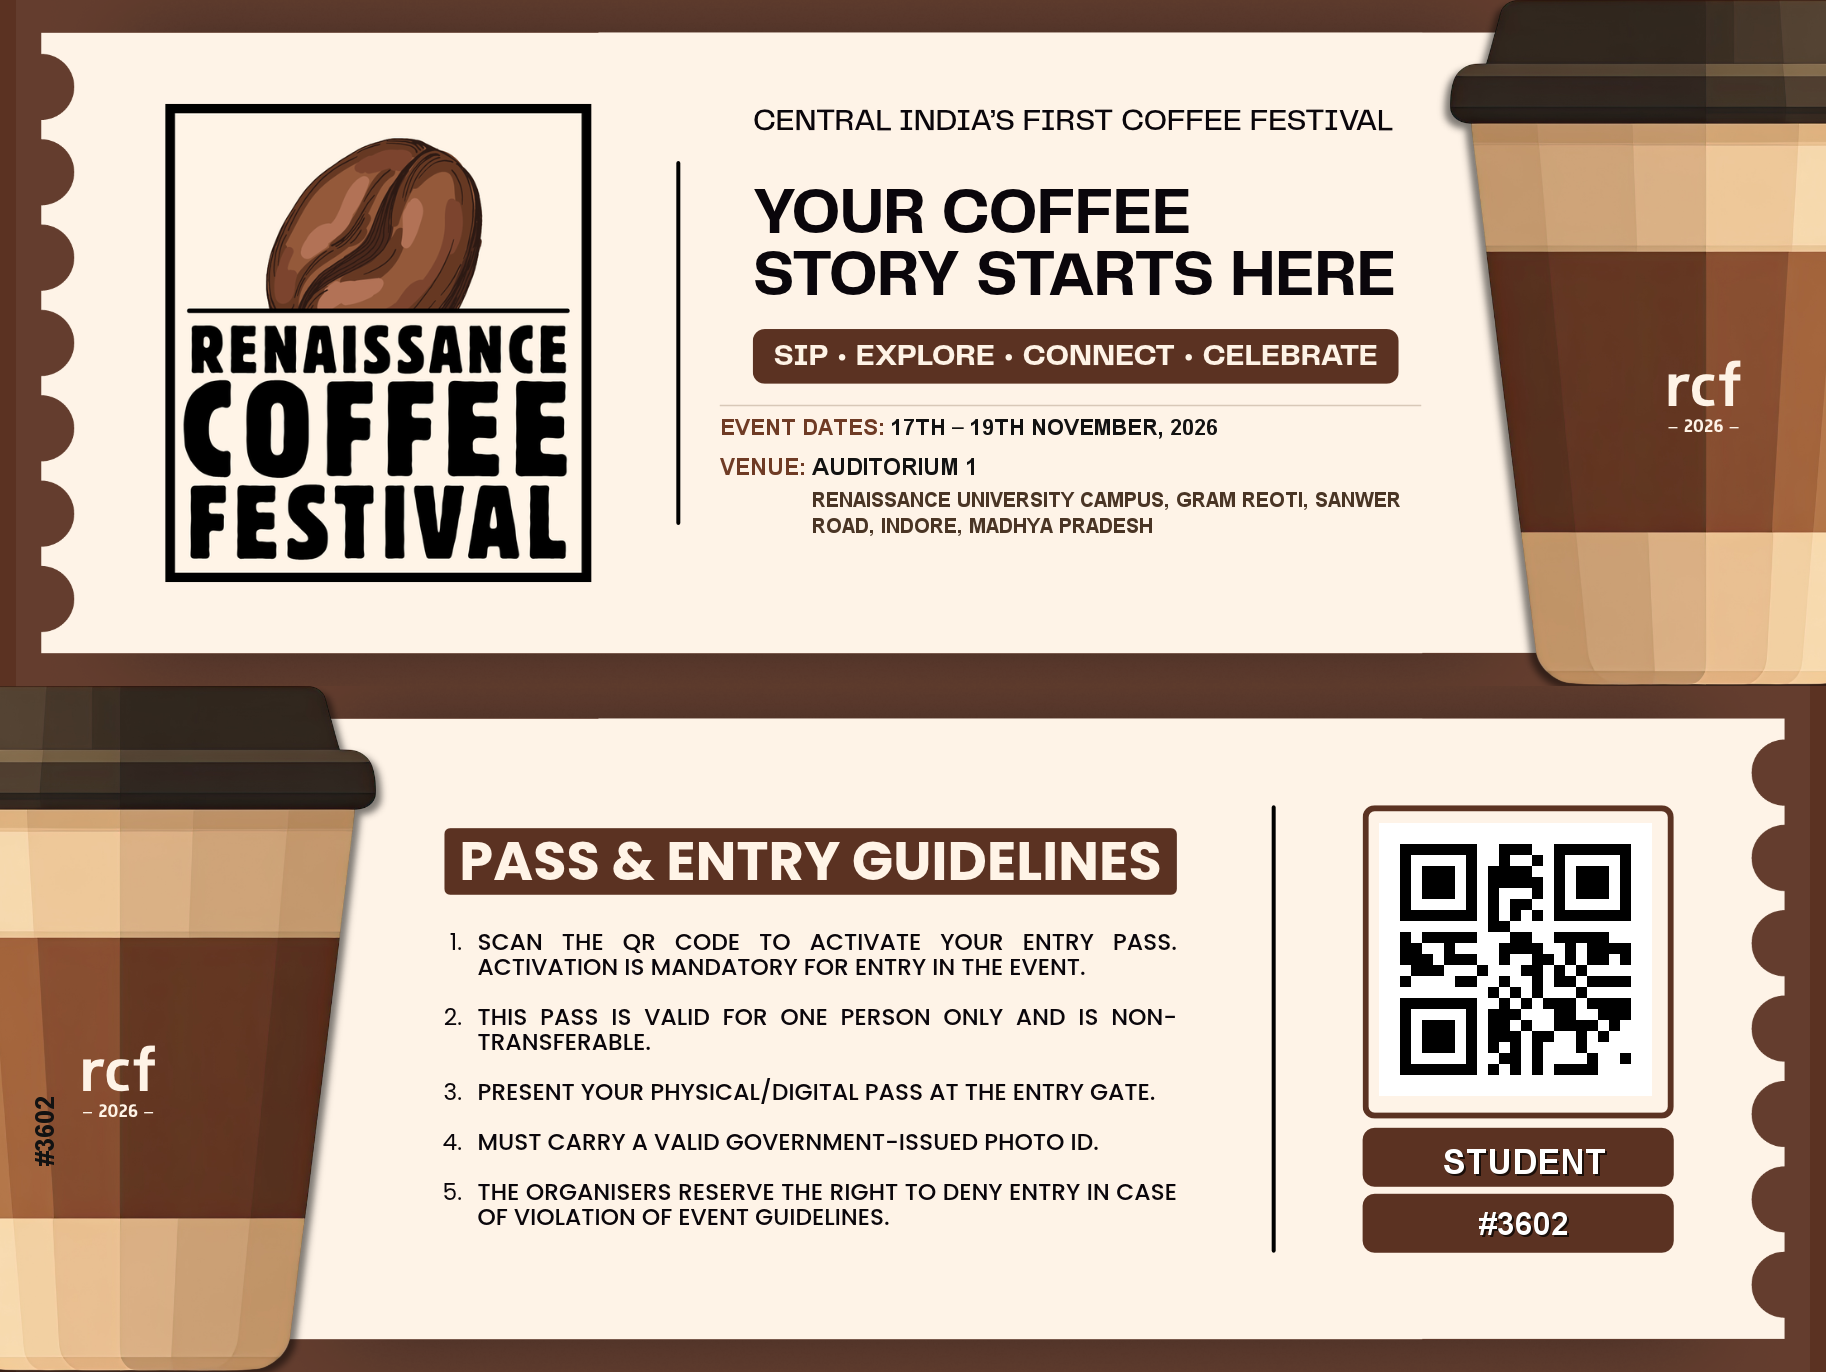 CENTRAL INDIA'S FIRST COFFEE FESTIVAL
YOUR COFFEE
STORY STARTS HERE
SIP • EXPLORE • CONNECT • CELEBRATE
EVENT DATES: 17TH – 19TH NOVEMBER, 2026
VENUE: AUDITORIUM 1
RENAISSANCE UNIVERSITY CAMPUS, GRAM REOTI, SANWER
ROAD, INDORE, MADHYA PRADESH
RENAISSANCE
COFFEE
FESTIVAL
rcf
– 2026 –
PASS & ENTRY GUIDELINES
1. SCAN THE QR CODE TO ACTIVATE YOUR ENTRY PASS.
ACTIVATION IS MANDATORY FOR ENTRY IN THE EVENT.
2. THIS PASS IS VALID FOR ONE PERSON ONLY AND IS NON-
TRANSFERABLE.
3. PRESENT YOUR PHYSICAL/DIGITAL PASS AT THE ENTRY GATE.
4. MUST CARRY A VALID GOVERNMENT-ISSUED PHOTO ID.
5. THE ORGANISERS RESERVE THE RIGHT TO DENY ENTRY IN CASE
OF VIOLATION OF EVENT GUIDELINES.
rcf
– 2026 –
#3602
STUDENT
#3602